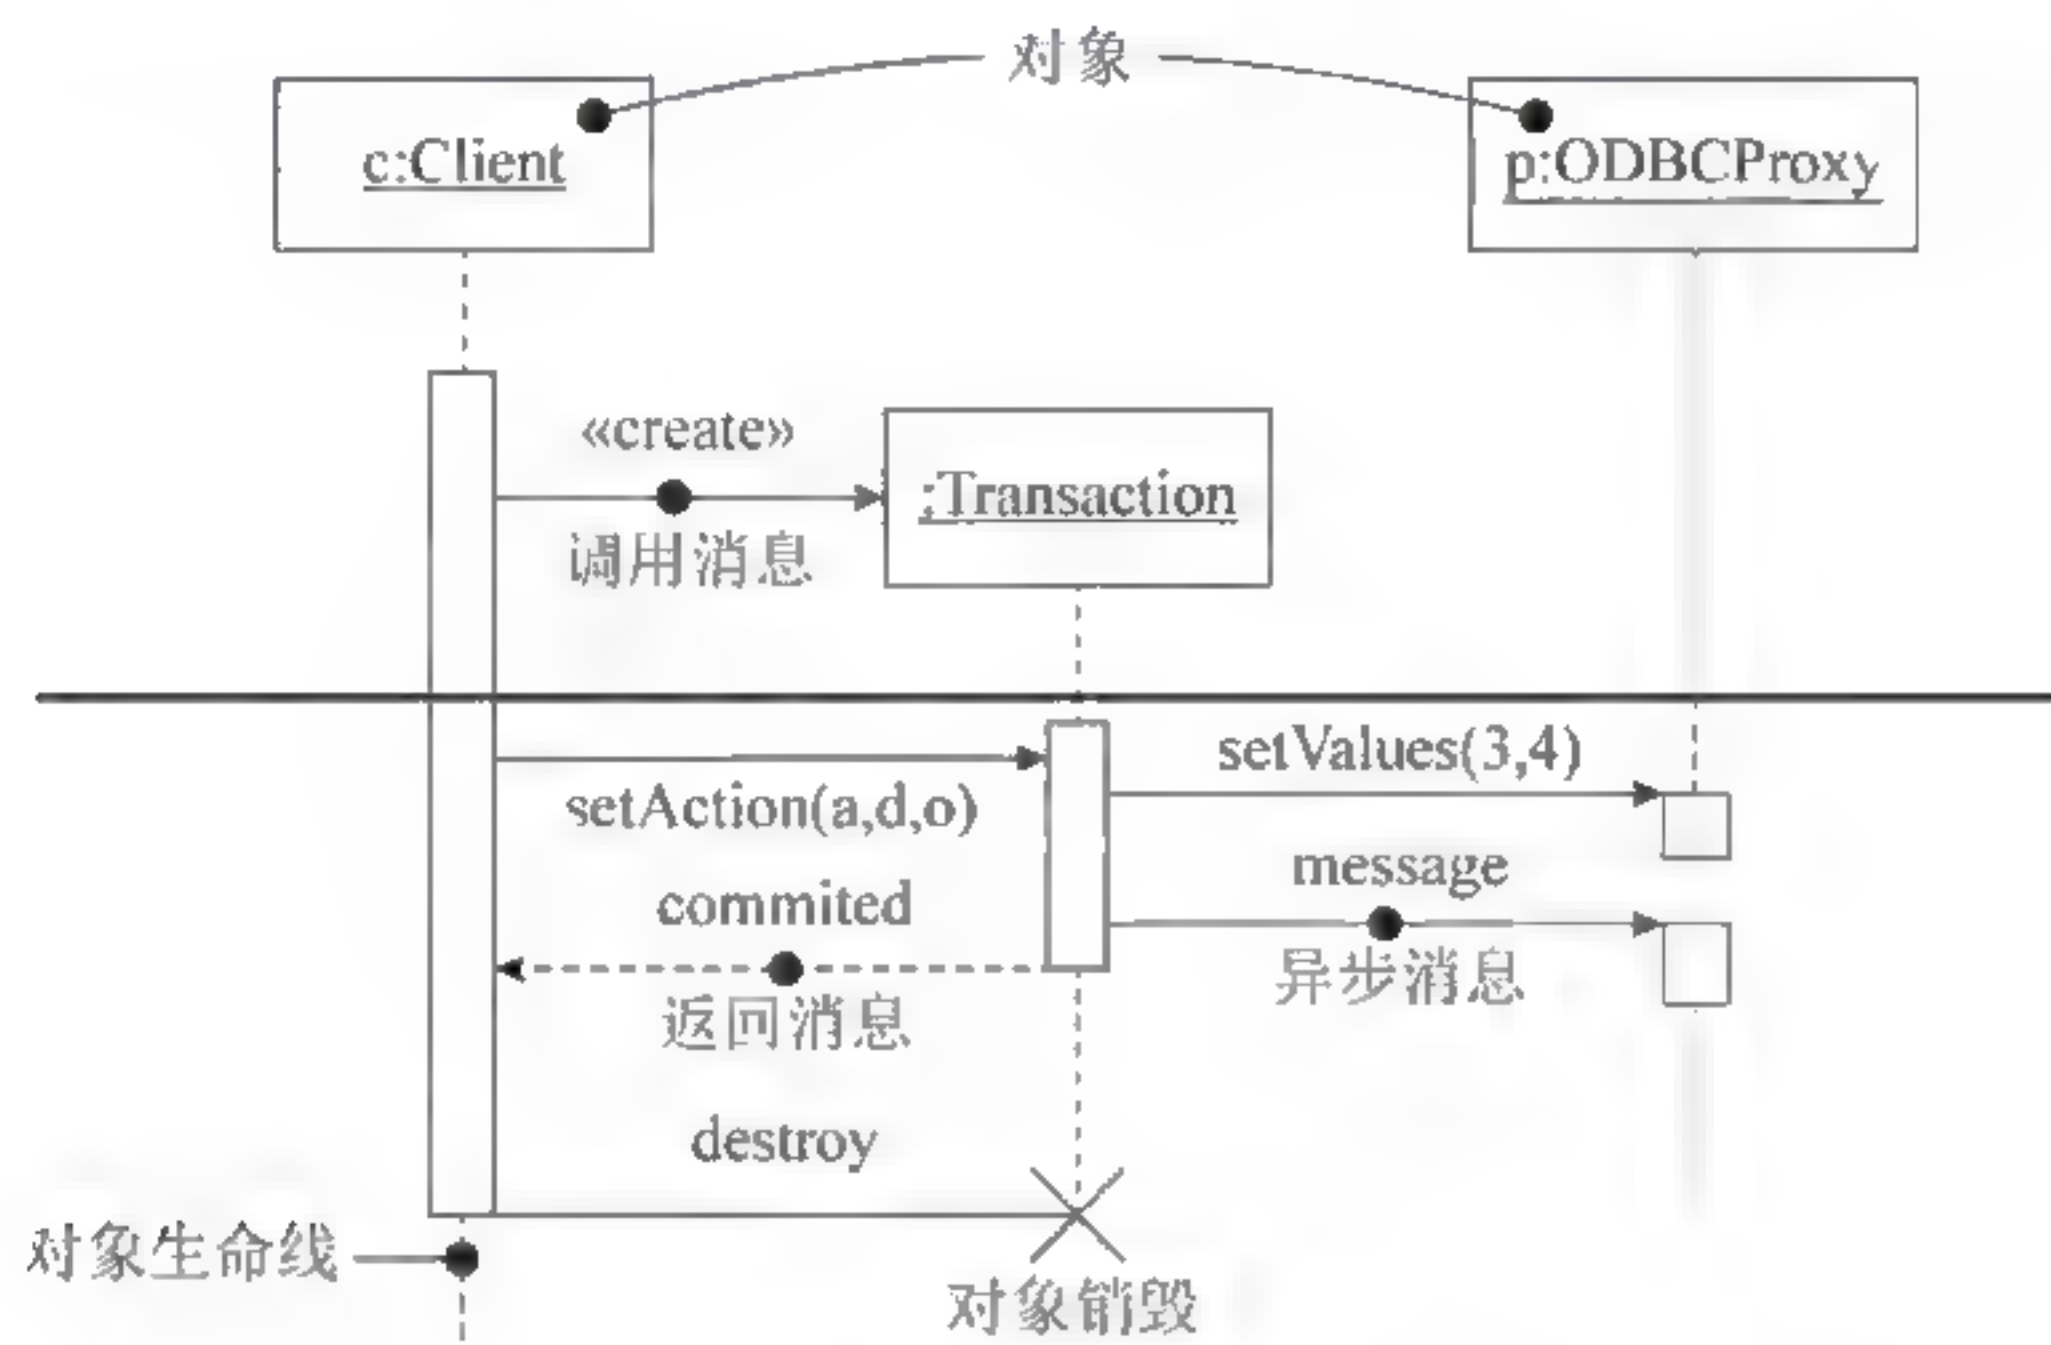 对象
c:Client
p:ODBCProxy
«create»
:Transaction
调用消息
setValues(3,4)
setAction(a,d,o)
message
commited
异步消息
返回消息
destroy
对象生命线
对象销毁